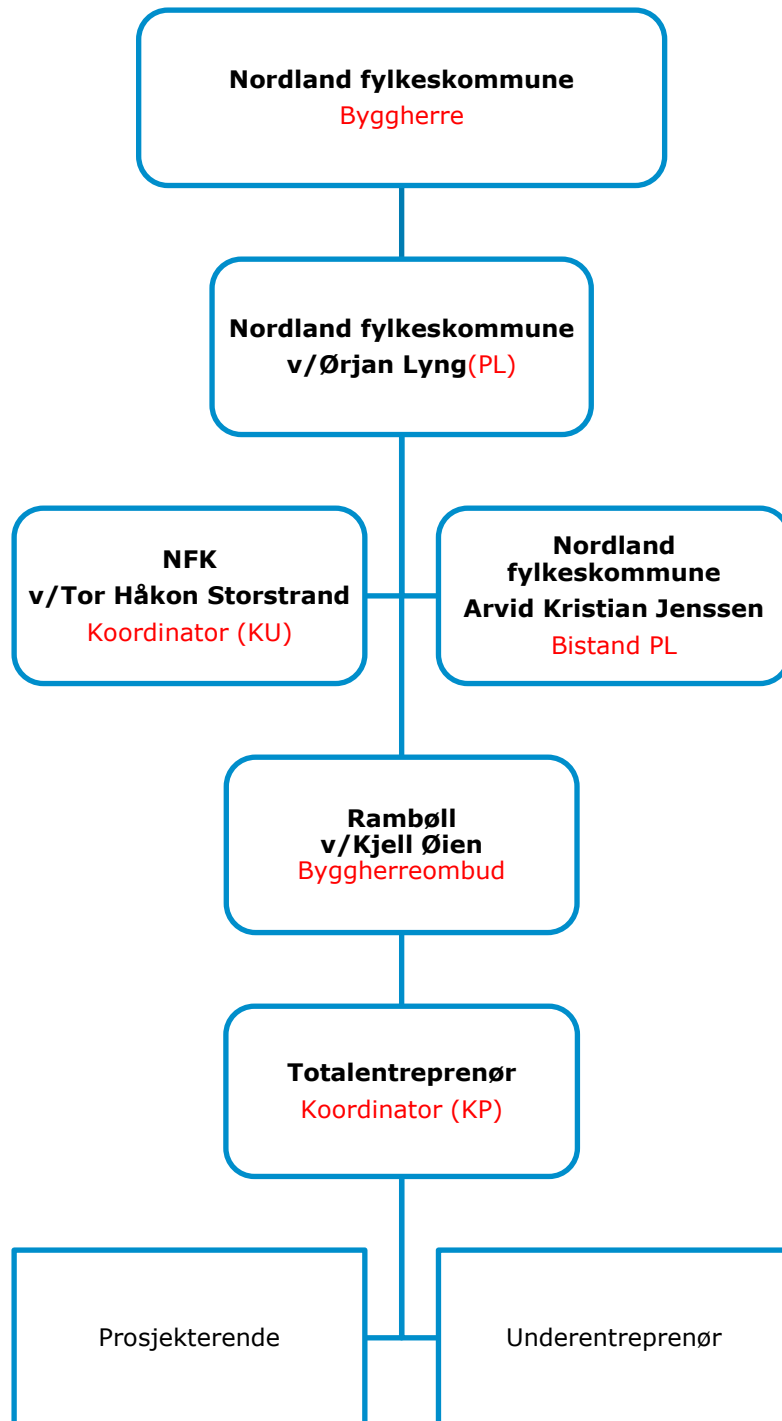 Nordland fylkeskommune
Byggherre
Nordland fylkeskommune
v/Ørjan Lyng(PL)
NFK
v/Tor Håkon Storstrand
Koordinator (KU)
Nordland
fylkeskommune
Arvid Kristian Jenssen
Bistand PL
Rambøll
v/Kjell Øien
Byggherreombud
Totalentreprenør
Koordinator (KP)
Prosjekterende
Underentreprenør